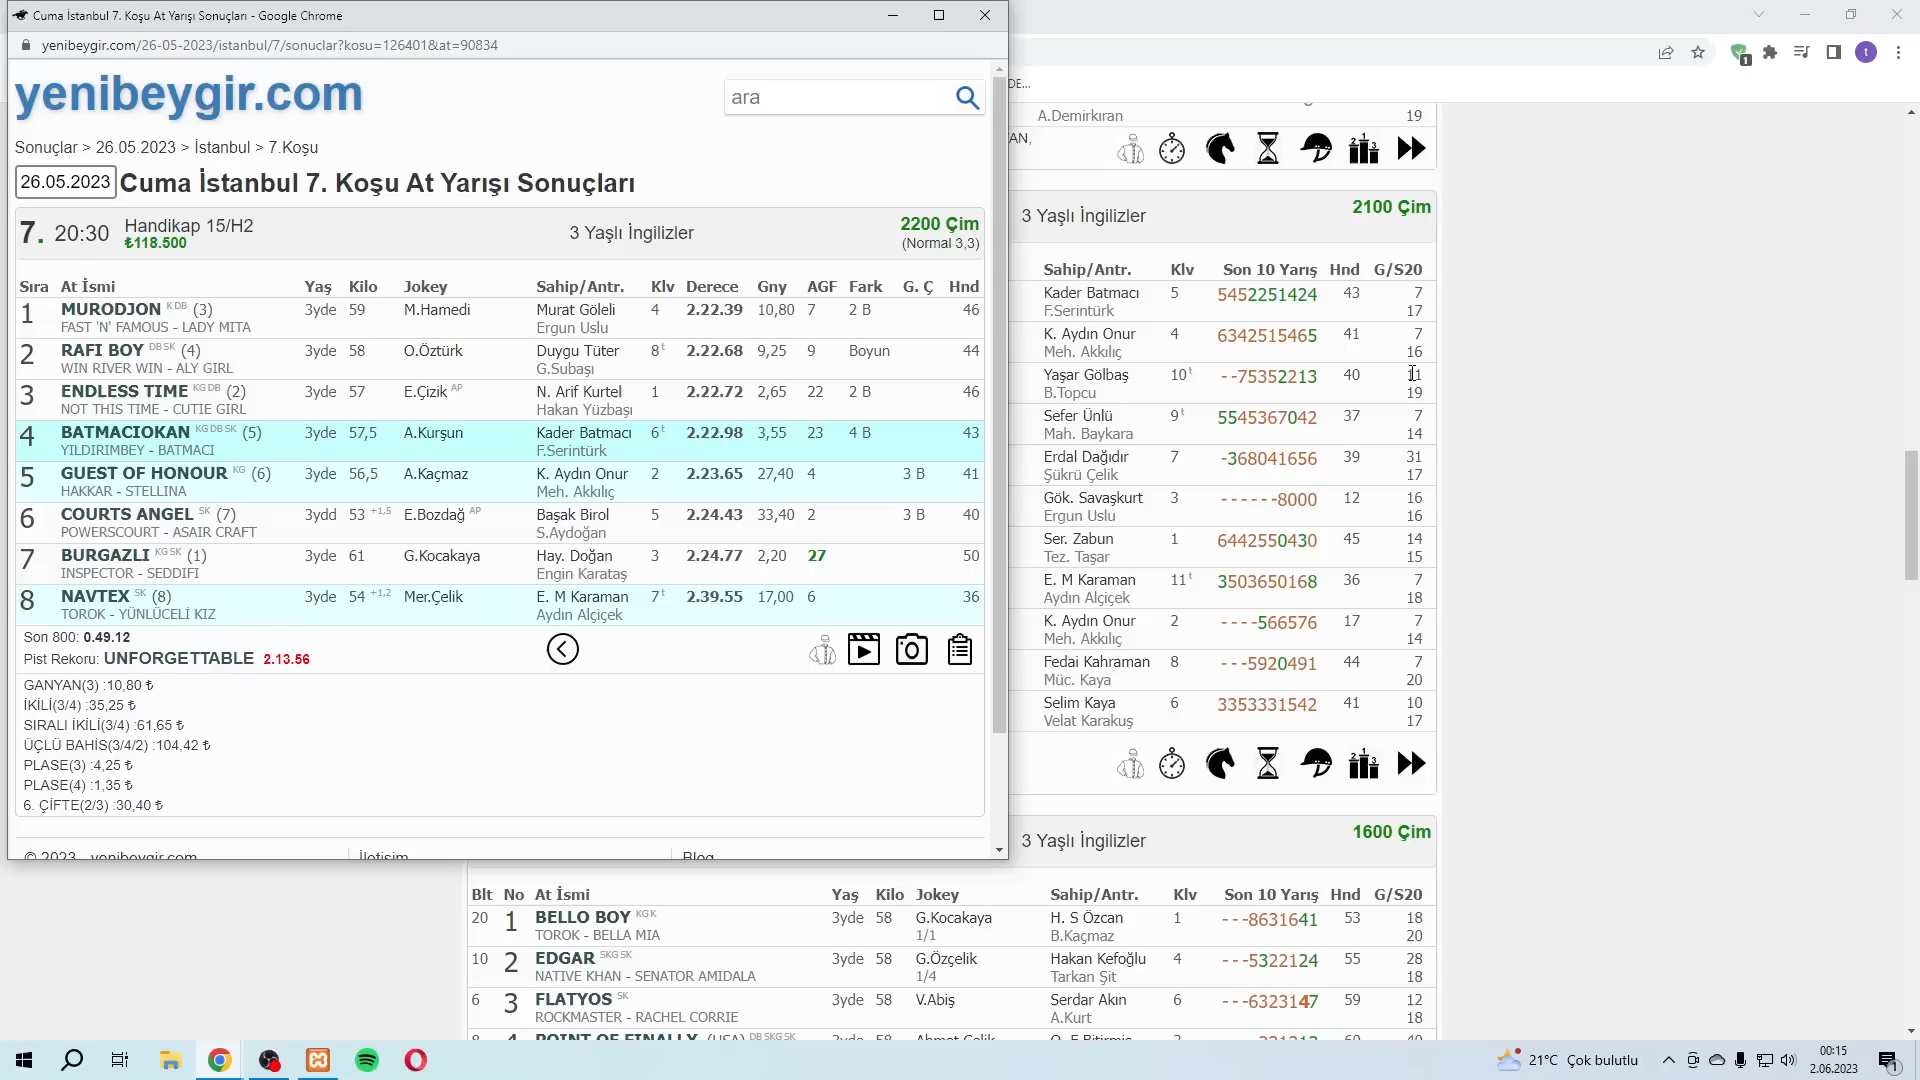 Cuma İstanbul 7. Koşu At Yarışı Sonuçları - Google Chrome
yenibeygir.com/26-05-2023/istanbul/7/sonuclar?kosu=126401&at=90834
yenibeygir.com
ara
Sonuçlar > 26.05.2023 > İstanbul > 7.Koşu
26.05.2023 Cuma İstanbul 7. Koşu At Yarışı Sonuçları
7. 20:30 Handikap 15/H2 3 Yaşlı İngilizler 2200 Çim
₺118.500 (Normal 3,3)
Sıra At İsmi Yaş Kilo Jokey Sahip/Antr. Klv Derece Gny AGF Fark G. Ç Hnd
1 MURODJON K DB (3) 3yde 59 M.Hamedi Murat Göleli 4 2.22.39 10,80 7 2 B 46
FAST 'N' FAMOUS - LADY MITA Ergun Uslu
2 RAFI BOY DB SK (4) 3yde 58 O.Öztürk Duygu Tüter 8 t 2.22.68 9,25 9 Boyun 44
WIN RIVER WIN - ALY GIRL G.Subaşı
3 ENDLESS TIME KG DB (2) 3yde 57 E.Çizik AP N. Arif Kurtel 1 2.22.72 2,65 22 2 B 46
NOT THIS TIME - CUTIE GIRL Hakan Yüzbaşı
4 BATMACIOKAN KG DB SK (5) 3yde 57,5 A.Kurşun Kader Batmacı 6 t 2.22.98 3,55 23 4 B 43
YILDIRIMBEY - BATMACI F.Serintürk
5 GUEST OF HONOUR KG (6) 3yde 56,5 A.Kaçmaz K. Aydın Onur 2 2.23.65 27,40 4 3 B 41
HAKKAR - STELLINA Meh. Akkılıç
6 COURTS ANGEL SK (7) 3ydd 53 +1,5 E.Bozdağ AP Başak Birol 5 2.24.43 33,40 2 3 B 40
POWERSCOURT - ASAIR CRAFT S.Aydoğan
7 BURGAZLI KG SK (1) 3yde 61 G.Kocakaya Hay. Doğan 3 2.24.77 2,20 27 50
INSPECTOR - SEDDIFI Engin Karataş
8 NAVTEX SK (8) 3yde 54 +1,2 Mer.Çelik E. M Karaman 7 t 2.39.55 17,00 6 36
TOROK - YÜNLÜCELİ KIZ Aydın Alçiçek
Son 800: 0.49.12
Pist Rekoru: UNFORGETTABLE 2.13.56
GANYAN(3) :10,80 ₺
İKİLİ(3/4) :35,25 ₺
SIRALI İKİLİ(3/4) :61,65 ₺
ÜÇLÜ BAHİS(3/4/2) :104,42 ₺
PLASE(3) :4,25 ₺
PLASE(4) :1,35 ₺
6. ÇİFTE(2/3) :30,40 ₺
© 2023 yenibeygir.com İletişim Blog
1
t
DE...
A.Demirkıran 19
AN,
3 Yaşlı İngilizler 2100 Çim
Sahip/Antr. Klv Son 10 Yarış Hnd G/S20
Kader Batmacı 5 5452251424 43 7
F.Serintürk 17
K. Aydın Onur 4 6342515465 41 7
Meh. Akkılıç 16
Yaşar Gölbaş 10 t --75352213 40 11
B.Topcu 19
Sefer Ünlü 9 t 5545367042 37 7
Mah. Baykara 14
Erdal Dağıdır 7 -368041656 39 31
Şükrü Çelik 17
Gök. Savaşkurt 3 ------8000 12 16
Ergun Uslu 16
Ser. Zabun 1 6442550430 45 14
Tez. Taşar 15
E. M Karaman 11 t 3503650168 36 7
Aydın Alçiçek 18
K. Aydın Onur 2 ----566576 17 7
Meh. Akkılıç 14
Fedai Kahraman 8 ---5920491 44 7
Müc. Kaya 20
Selim Kaya 6 3353331542 41 10
Velat Karakuş 17
3 Yaşlı İngilizler 1600 Çim
Blt No At İsmi Yaş Kilo Jokey Sahip/Antr. Klv Son 10 Yarış Hnd G/S20
20 1 BELLO BOY KG K 3yde 58 G.Kocakaya H. S Özcan 1 ---8631641 53 18
TOROK - BELLA MIA 1/1 B.Kaçmaz 20
10 2 EDGAR SKG SK 3yde 58 G.Özçelik Hakan Kefoğlu 4 ---5322124 55 28
NATIVE KHAN - SENATOR AMIDALA 1/4 Tarkan Şit 18
6 3 FLATYOS SK 3yde 58 V.Abiş Serdar Akın 6 ---6323147 59 12
ROCKMASTER - RACHEL CORRIE A.Kurt 18
POINT OF FINALLY (USA) DB SKG SK
21°C Çok bulutlu
00:15
2.06.2023
1